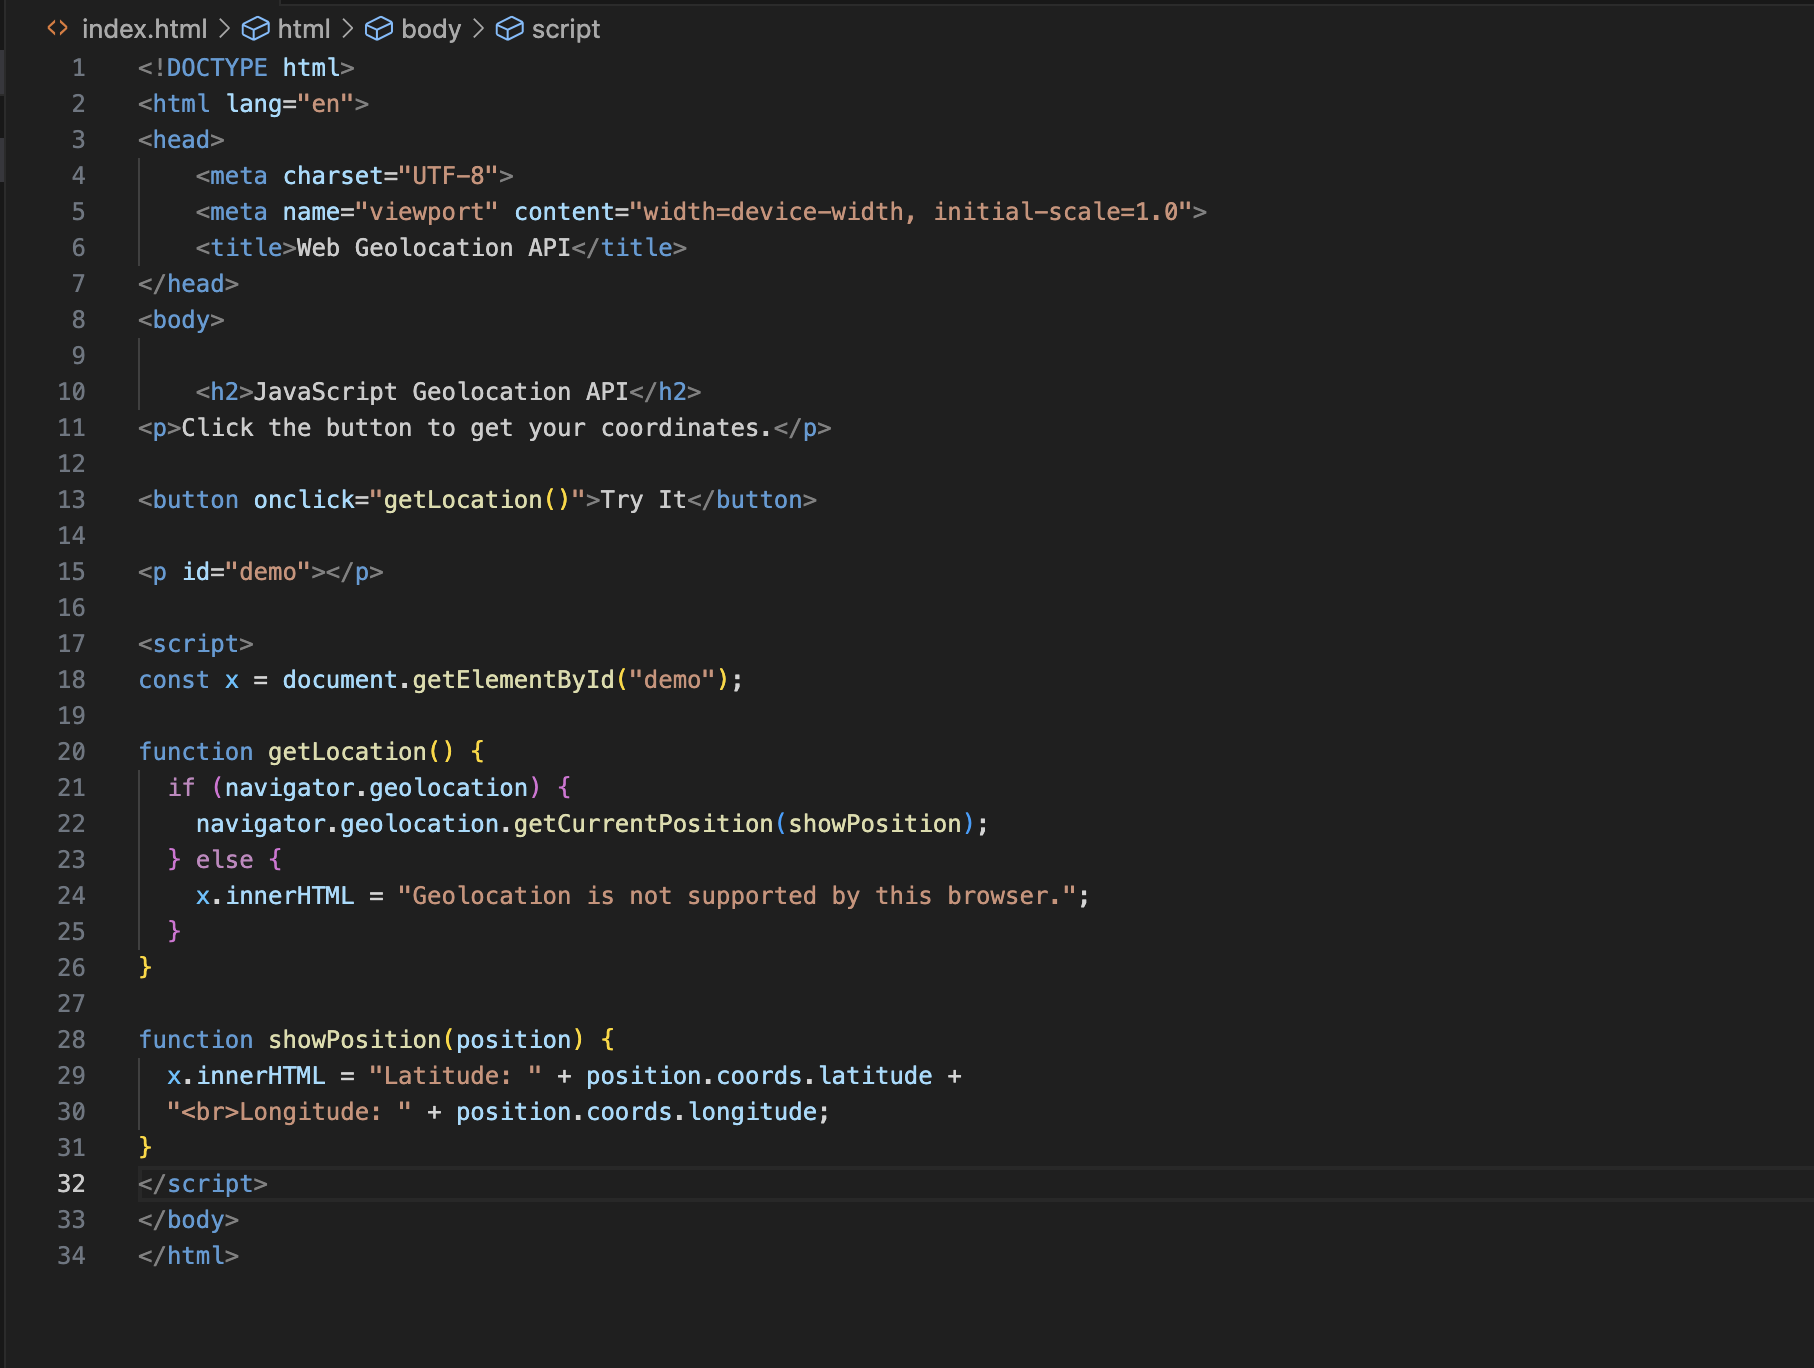 index.html > html > body > script
1 <!DOCTYPE html>
2 <html lang="en">
3 <head>
4     <meta charset="UTF-8">
5     <meta name="viewport" content="width=device-width, initial-scale=1.0">
6     <title>Web Geolocation API</title>
7 </head>
8 <body>
9
10     <h2>JavaScript Geolocation API</h2>
11 <p>Click the button to get your coordinates.</p>
12
13 <button onclick="getLocation()">Try It</button>
14
15 <p id="demo"></p>
16
17 <script>
18 const x = document.getElementById("demo");
19
20 function getLocation() {
21   if (navigator.geolocation) {
22     navigator.geolocation.getCurrentPosition(showPosition);
23   } else {
24     x.innerHTML = "Geolocation is not supported by this browser.";
25   }
26 }
27
28 function showPosition(position) {
29   x.innerHTML = "Latitude: " + position.coords.latitude +
30   "<br>Longitude: " + position.coords.longitude;
31 }
32 </script>
33 </body>
34 </html>